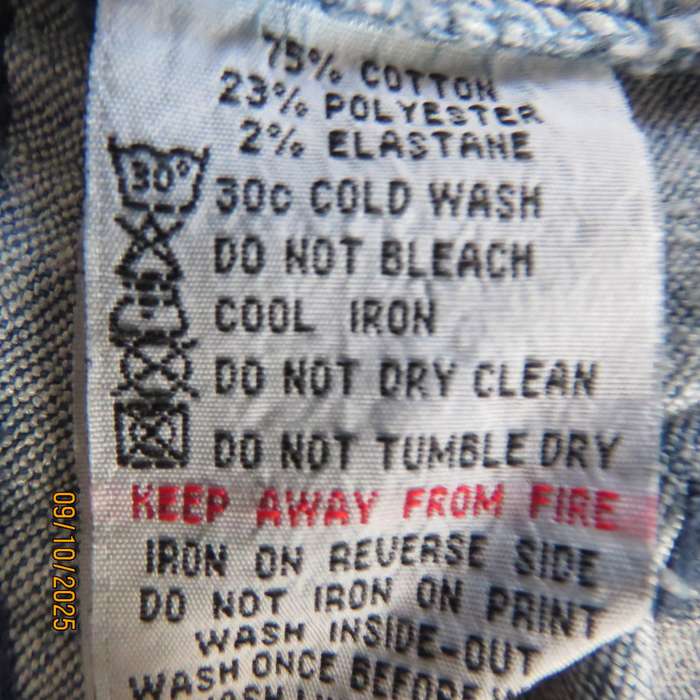 75% COTTON
23% POLYESTER
2% ELASTANE
30°
30c COLD WASH
DO NOT BLEACH
COOL IRON
DO NOT DRY CLEAN
DO NOT TUMBLE DRY
KEEP AWAY FROM FIRE
IRON ON REVERSE SIDE
DO NOT IRON ON PRINT
WASH INSIDE-OUT
WASH ONCE BEFORE
WASH
09/10/2025